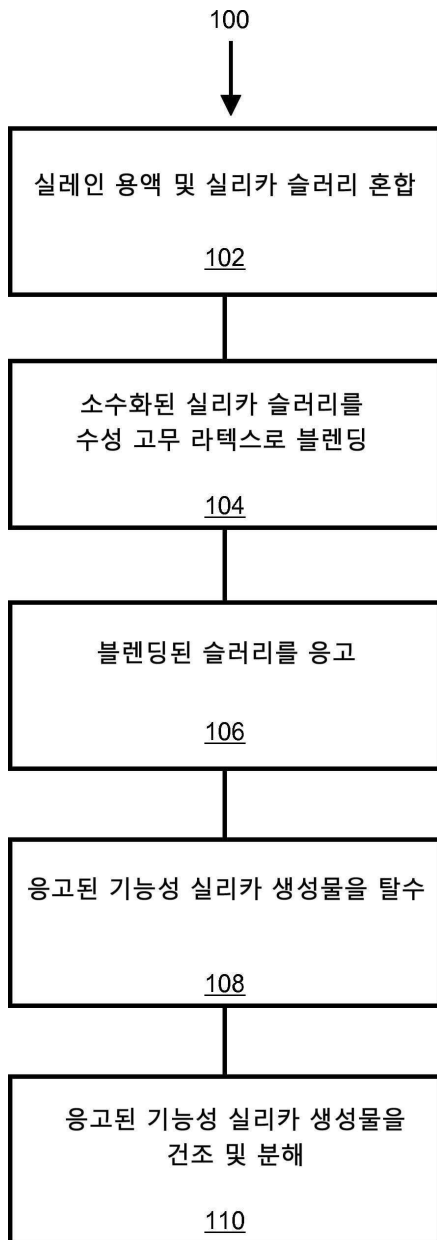 100
실레인 용액 및 실리카 슬러리 혼합
102
소수화된 실리카 슬러리를
수성 고무 라텍스로 블렌딩
104
블렌딩된 슬러리를 응고
106
응고된 기능성 실리카 생성물을 탈수
108
응고된 기능성 실리카 생성물을
건조 및 분해
110